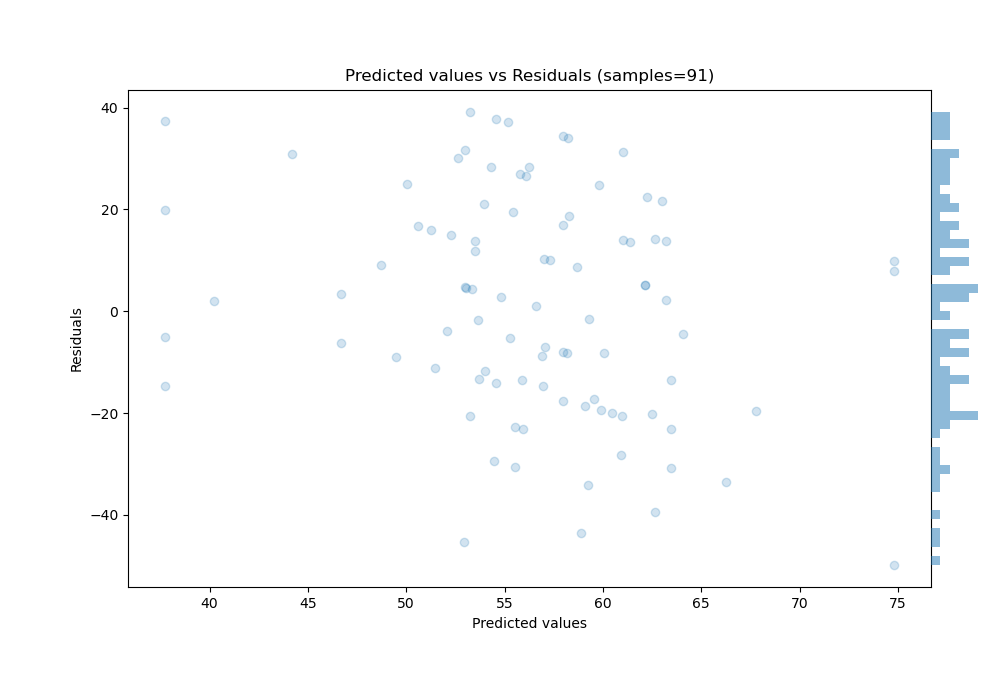 Predicted values vs Residuals (samples=91)
40
20
0
−20
−40
Residuals
40 45 50 55 60 65 70 75
Predicted values